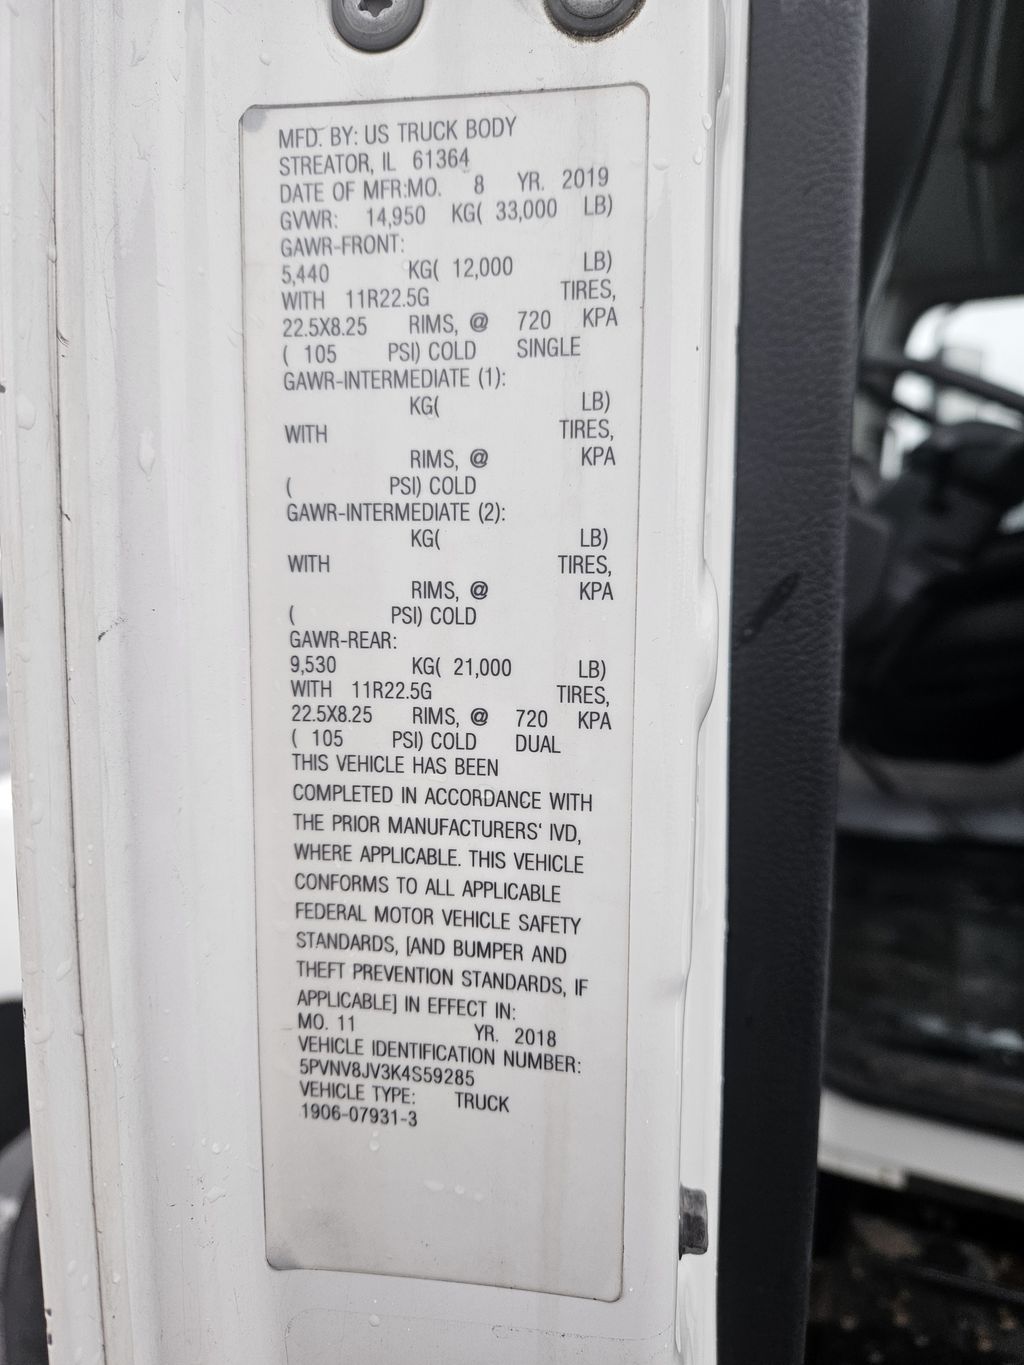 MFD. BY: US TRUCK BODY
STREATOR, IL 61364
DATE OF MFR:MO. 8 YR. 2019
GVWR: 14,950 KG( 33,000 LB)
GAWR-FRONT:
5,440 KG( 12,000 LB)
WITH 11R22.5G TIRES,
22.5X8.25 RIMS, @ 720 KPA
( 105 PSI) COLD SINGLE
GAWR-INTERMEDIATE (1):
KG( LB)
WITH TIRES,
RIMS, @ KPA
( PSI) COLD
GAWR-INTERMEDIATE (2):
KG( LB)
WITH TIRES,
RIMS, @ KPA
( PSI) COLD
GAWR-REAR:
9,530 KG( 21,000 LB)
WITH 11R22.5G TIRES,
22.5X8.25 RIMS, @ 720 KPA
( 105 PSI) COLD DUAL
THIS VEHICLE HAS BEEN
COMPLETED IN ACCORDANCE WITH
THE PRIOR MANUFACTURERS' IVD,
WHERE APPLICABLE. THIS VEHICLE
CONFORMS TO ALL APPLICABLE
FEDERAL MOTOR VEHICLE SAFETY
STANDARDS, [AND BUMPER AND
THEFT PREVENTION STANDARDS, IF
APPLICABLE] IN EFFECT IN:
MO. 11 YR. 2018
VEHICLE IDENTIFICATION NUMBER:
5PVNV8JV3K4S59285
VEHICLE TYPE: TRUCK
1906-07931-3